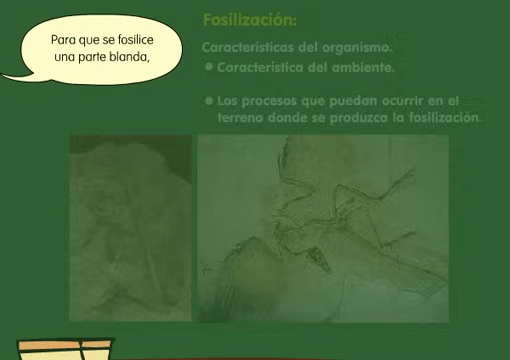 Para que se fosilice
una parte blanda,
Fosilización:
Características del organismo.
● Característica del ambiente.
● Los procesos que puedan ocurrir en el
terreno donde se produzca la fosilización.